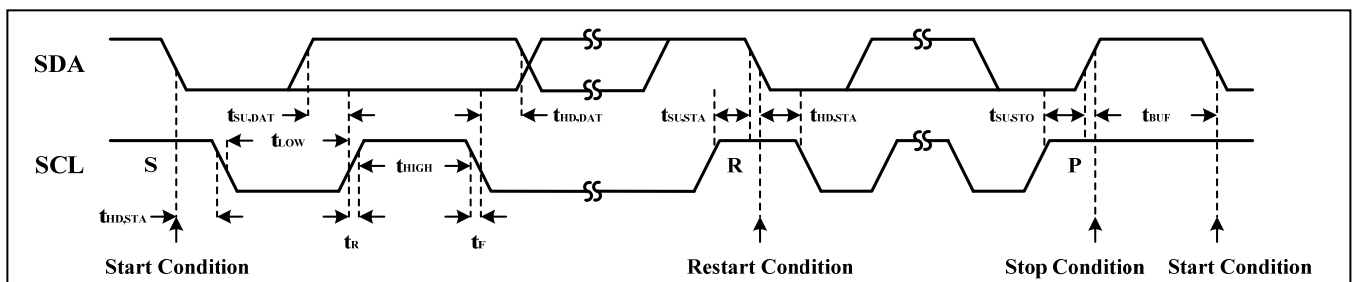 SDA
tSU,DAT
tHD,DAT
tSU,STA
tHD,STA
tSU,STO
tBUF
tLOW
SCL
S
tHIGH
R
P
tHD,STA
tR
tF
Start Condition
Restart Condition
Stop Condition
Start Condition